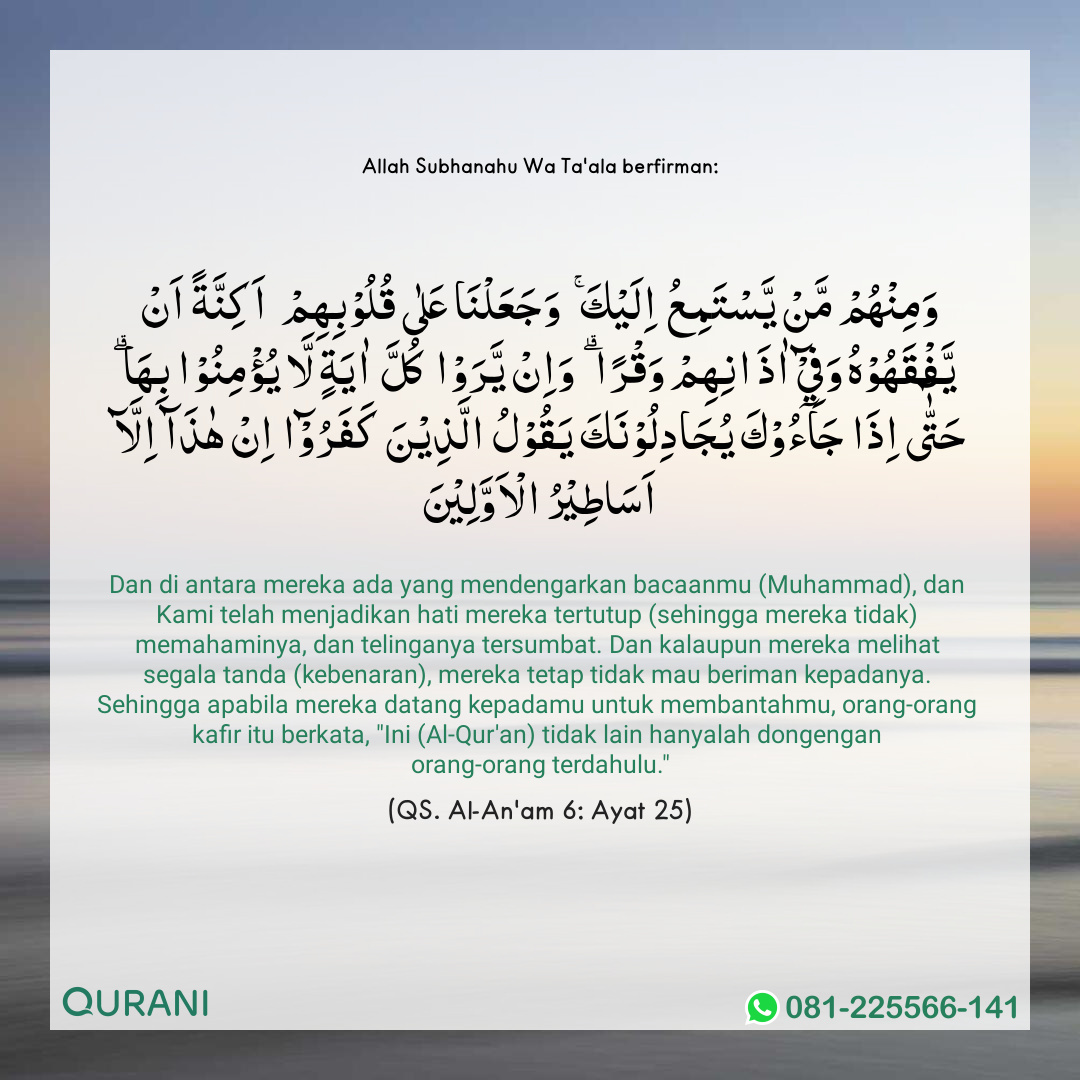 Allah Subhanahu Wa Ta'ala berfirman:
وَمِنْهُمْ مَّنْ يَّسْتَمِعُ اِلَيْكَ ۚ وَجَعَلْنَا عَلٰى قُلُوْبِهِمْ اَكِنَّةً اَنْ
يَّفْقَهُوْهُ وَفِيْۤ اٰذَانِهِمْ وَقْرًا ۗ وَاِنْ يَّرَوْا كُلَّ اٰيَةٍ لَّا يُؤْمِنُوْا بِهَا ۗ
حَتّٰۤى اِذَا جَآءُوْكَ يُجَادِلُوْنَكَ يَقُوْلُ الَّذِيْنَ كَفَرُوْۤا اِنْ هٰذَاۤ اِلَّاۤ
اَسَاطِيْرُ الْاَوَّلِيْنَ
Dan di antara mereka ada yang mendengarkan bacaanmu (Muhammad), dan
Kami telah menjadikan hati mereka tertutup (sehingga mereka tidak)
memahaminya, dan telinganya tersumbat. Dan kalaupun mereka melihat
segala tanda (kebenaran), mereka tetap tidak mau beriman kepadanya.
Sehingga apabila mereka datang kepadamu untuk membantahmu, orang-orang
kafir itu berkata, "Ini (Al-Qur'an) tidak lain hanyalah dongengan
orang-orang terdahulu."
(QS. Al-An'am 6: Ayat 25)
QURANI
081-225566-141